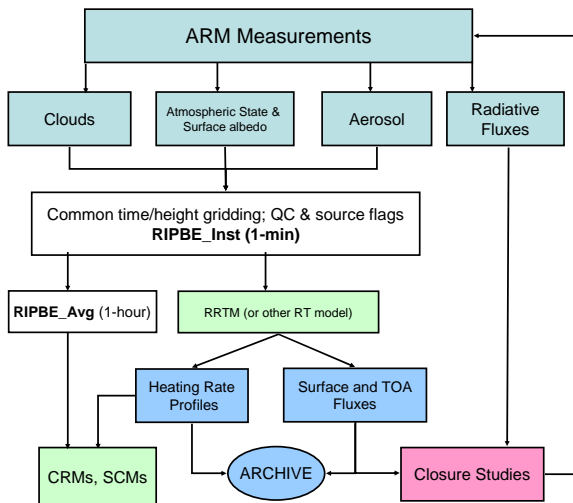 ARM Measurements
Clouds
Atmospheric State &
Surface albedo
Aerosol
Radiative
Fluxes
Common time/height gridding; QC & source flags
RIPBE_Inst (1-min)
RIPBE_Avg (1-hour)
RRTM (or other RT model)
Heating Rate
Profiles
Surface and TOA
Fluxes
CRMs, SCMs
ARCHIVE
Closure Studies